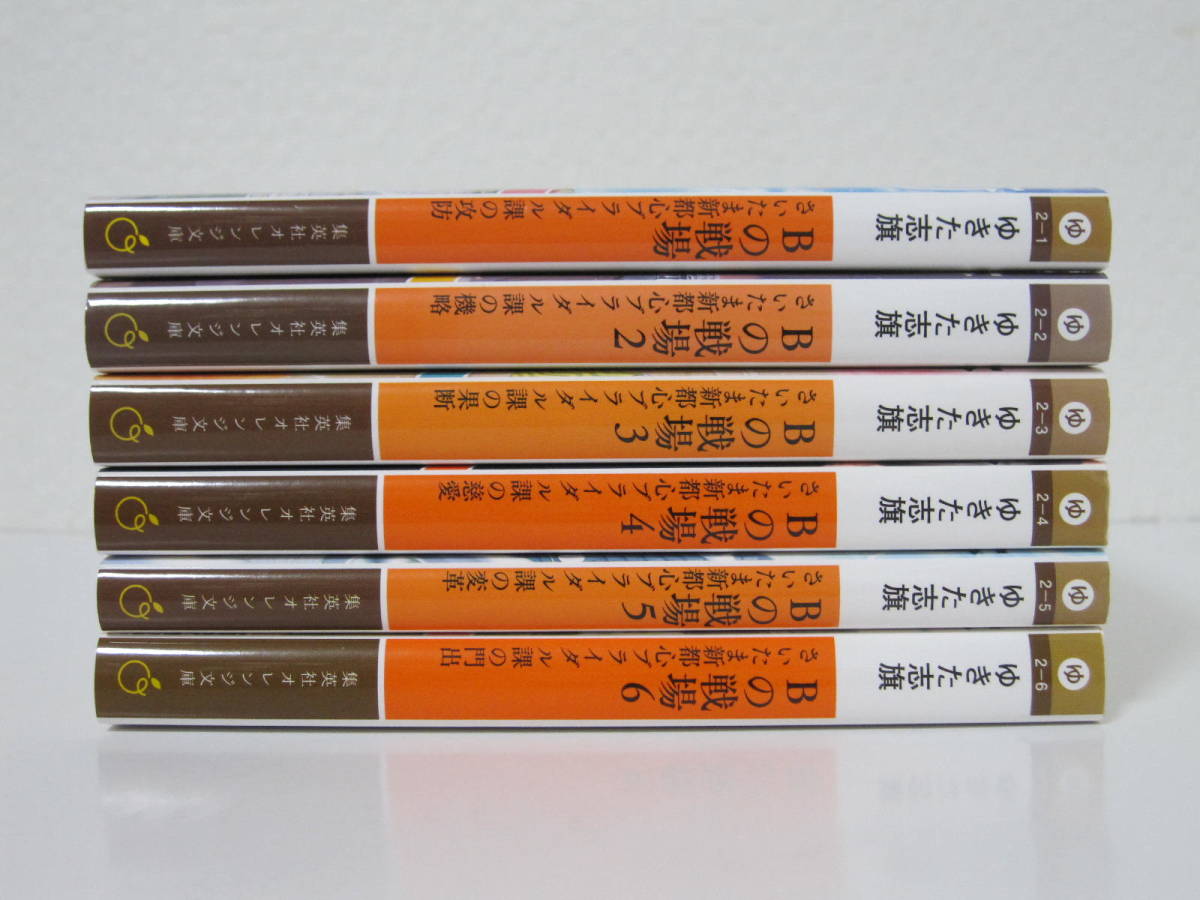 ゆ
2-1
ゆきた志旗
Bの戦場
さいたま新都心ブライダル課の攻防
集英社オレンジ文庫
ゆ
2-2
ゆきた志旗
Bの戦場2
さいたま新都心ブライダル課の機略
集英社オレンジ文庫
ゆ
2-3
ゆきた志旗
Bの戦場3
さいたま新都心ブライダル課の果断
集英社オレンジ文庫
ゆ
2-4
ゆきた志旗
Bの戦場4
さいたま新都心ブライダル課の慈愛
集英社オレンジ文庫
ゆ
2-5
ゆきた志旗
Bの戦場5
さいたま新都心ブライダル課の変革
集英社オレンジ文庫
ゆ
2-6
ゆきた志旗
Bの戦場6
さいたま新都心ブライダル課の門出
集英社オレンジ文庫